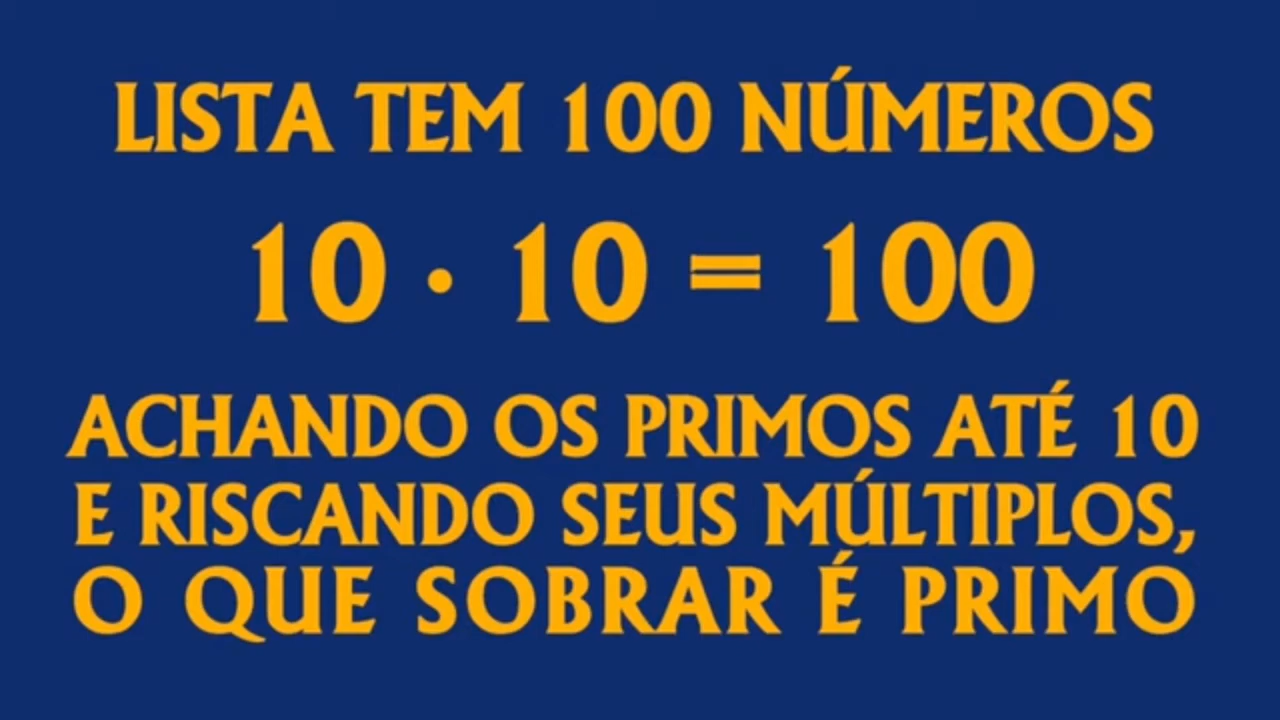 LISTA TEM 100 NÚMEROS
10 · 10 = 100
ACHANDO OS PRIMOS ATÉ 10
E RISCANDO SEUS MÚLTIPLOS,
O QUE SOBRAR É PRIMO